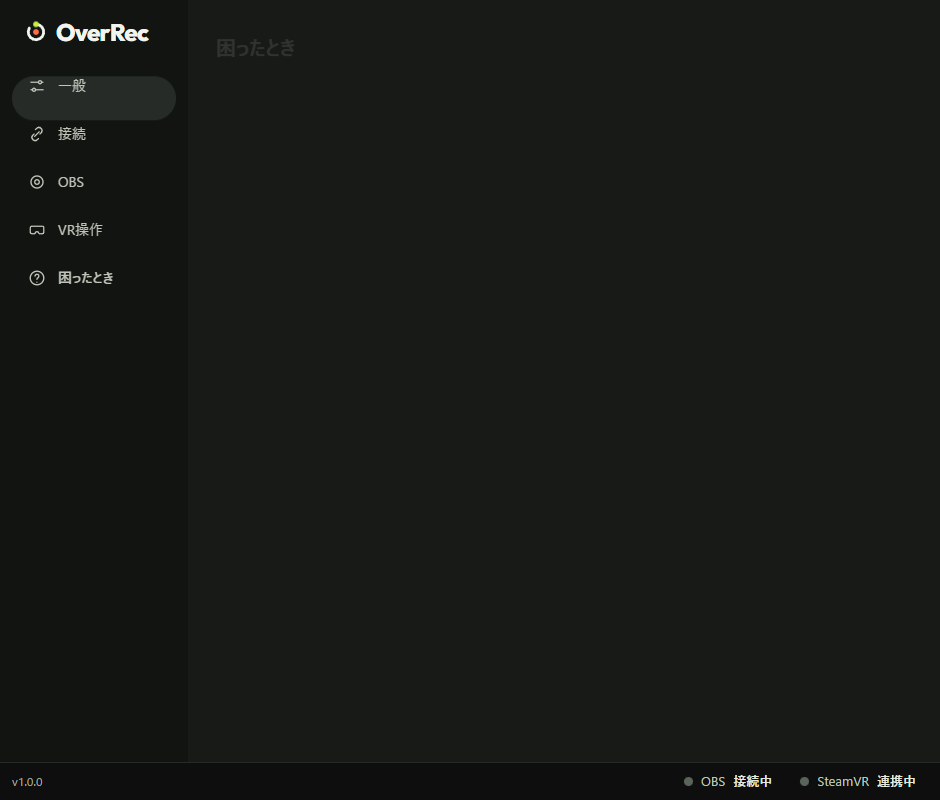 OverRec
一般
接続
OBS
VR操作
困ったとき
困ったとき
v1.0.0
OBS 接続中
SteamVR 連携中